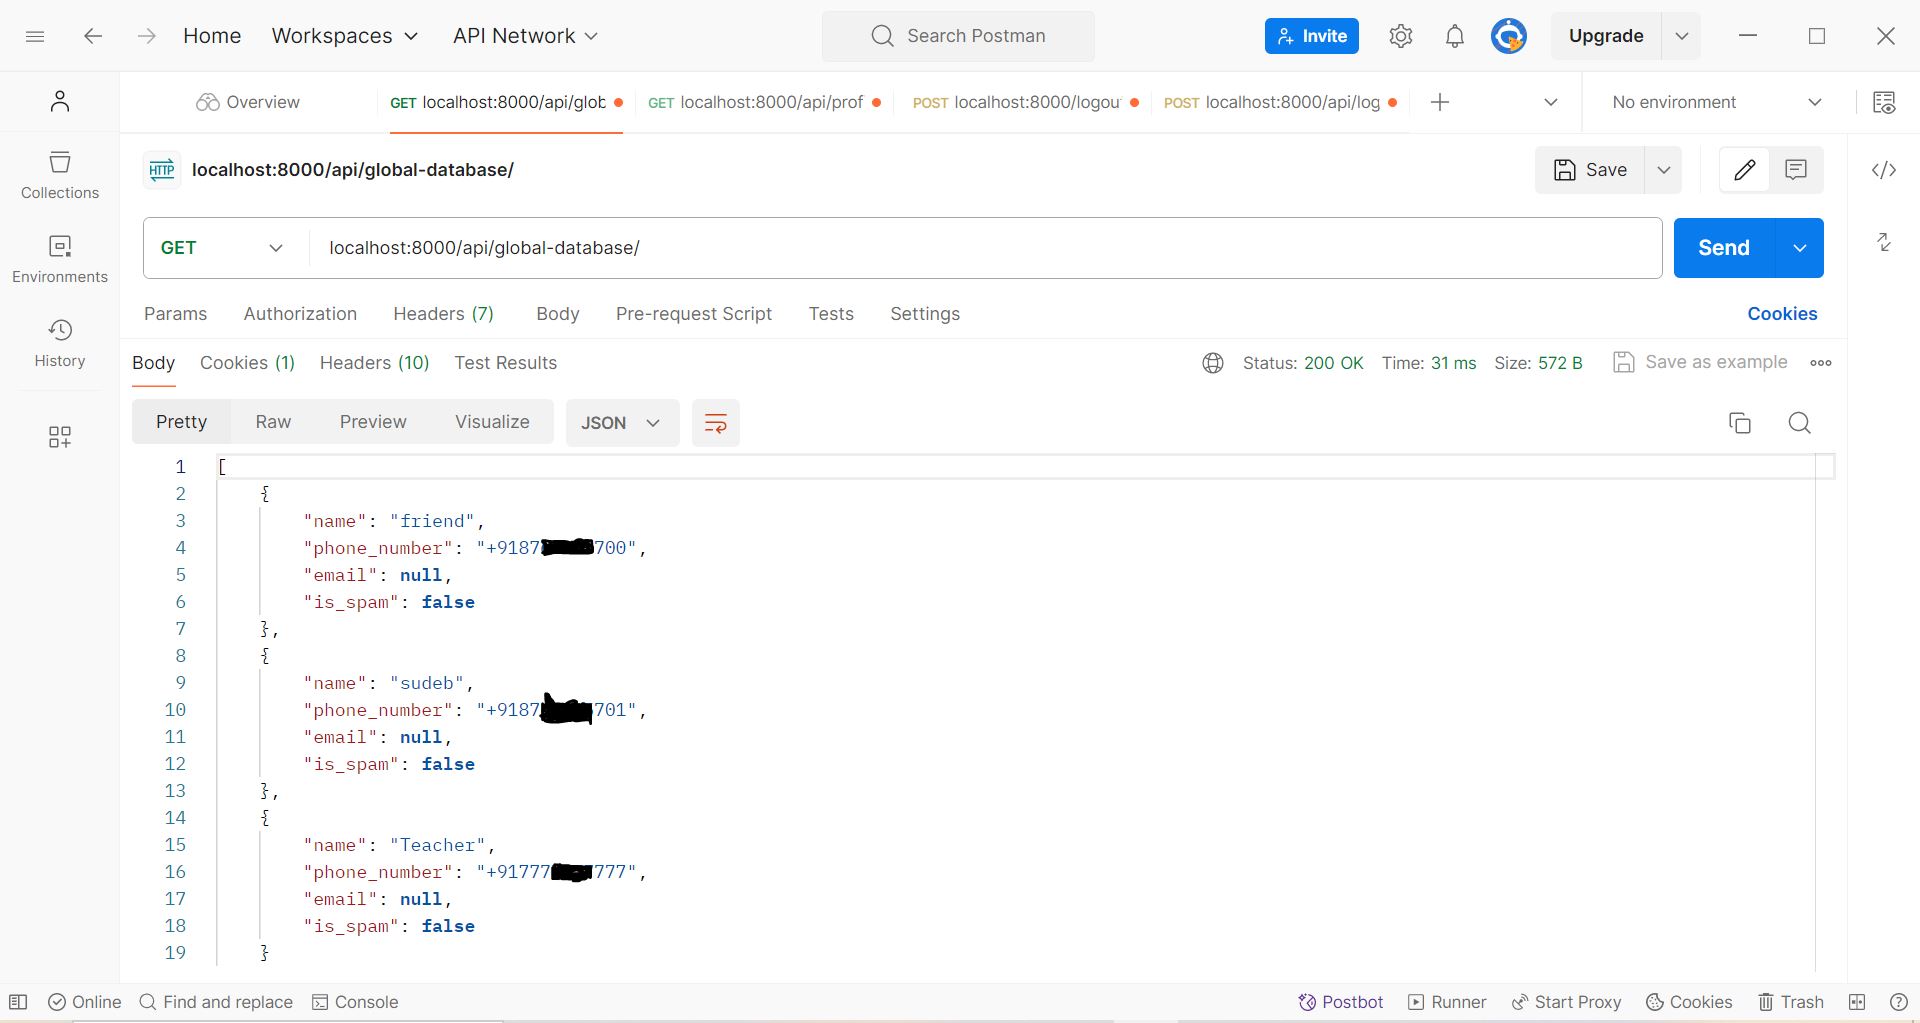 Home Workspaces API Network Search Postman Invite Upgrade
Overview GET localhost:8000/api/glob GET localhost:8000/api/prof POST localhost:8000/logou POST localhost:8000/api/log No environment
HTTP localhost:8000/api/global-database/ Save
Collections
GET localhost:8000/api/global-database/ Send
Environments
Params Authorization Headers (7) Body Pre-request Script Tests Settings Cookies
History
Body Cookies (1) Headers (10) Test Results Status: 200 OK Time: 31 ms Size: 572 B Save as example
Pretty Raw Preview Visualize JSON
1 [
2 {
3 "name": "friend",
4 "phone_number": "+9187 700",
5 "email": null,
6 "is_spam": false
7 },
8 {
9 "name": "sudeb",
10 "phone_number": "+9187 701",
11 "email": null,
12 "is_spam": false
13 },
14 {
15 "name": "Teacher",
16 "phone_number": "+91777 777",
17 "email": null,
18 "is_spam": false
19 }
Online Find and replace Console Postbot Runner Start Proxy Cookies Trash